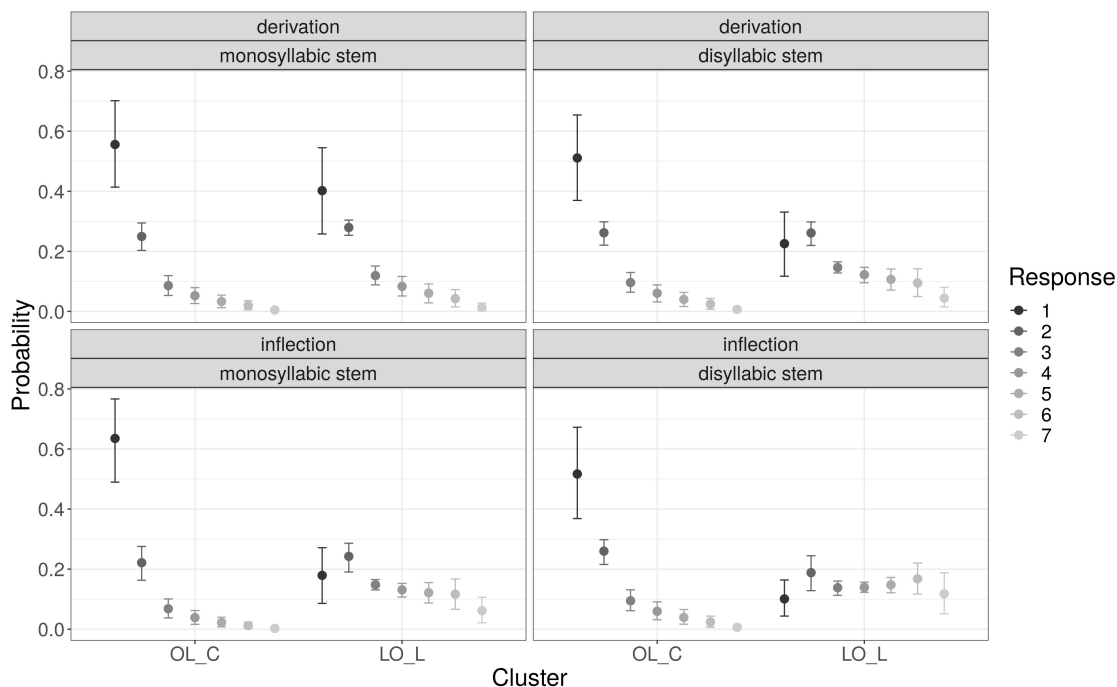 derivation
derivation
monosyllabic stem
disyllabic stem
0.8
0.6
0.4
0.2
0.0
inflection
inflection
monosyllabic stem
disyllabic stem
0.8
0.6
0.4
0.2
0.0
OL_C
LO_L
OL_C
LO_L
Probability
Cluster
Response
1
2
3
4
5
6
7